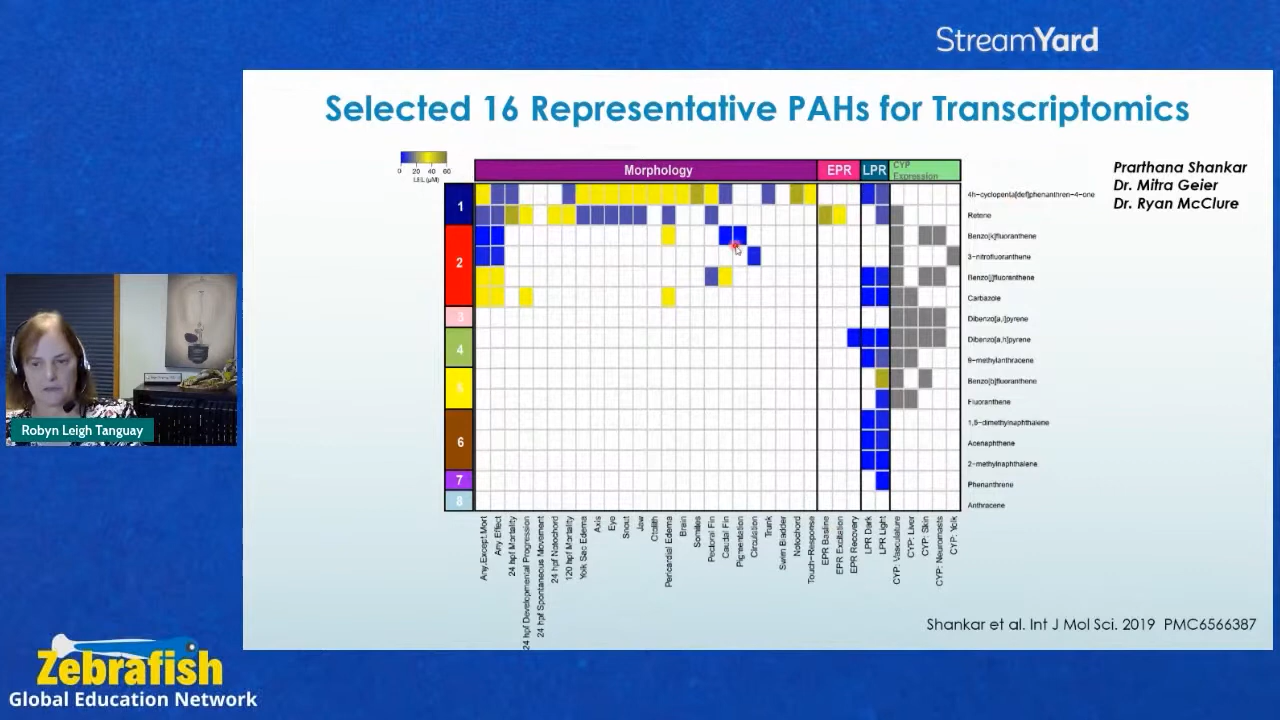 StreamYard
Selected 16 Representative PAHs for Transcriptomics
0 20 40 60
LEL (µM)
Morphology
EPR
LPR
CYP
Expression
Prarthana Shankar
Dr. Mitra Geier
Dr. Ryan McClure
1
2
3
4
5
6
7
8
4h-cyclopenta[def]phenanthren-4-one
Retene
Benzo[k]fluoranthene
3-nitrofluoranthene
Benzo[j]fluoranthene
Carbazole
Dibenzo[a,i]pyrene
Dibenzo[a,h]pyrene
9-methylanthracene
Benzo[b]fluoranthene
Fluoranthene
1,5-dimethylnaphthalene
Acenaphthene
2-methylnaphthalene
Phenanthrene
Anthracene
Any.Except.Mort
Any Effect
24 hpf Mortality
24 hpf Developmental Progression
24 hpf Spontaneous Movement
24 hpf Notochord
120 hpf Mortality
Yolk Sac Edema
Axis
Eye
Snout
Jaw
Otolith
Pericardial Edema
Brain
Somites
Pectoral Fin
Caudal Fin
Pigmentation
Circulation
Trunk
Swim Bladder
Notochord
Touch-Response
EPR Basline
EPR Excitation
EPR Recovery
LPR Dark
LPR Light
CYP: Vasculature
CYP: Liver
CYP: Skin
CYP: Neuromasts
CYP: Yolk
Shankar et al. Int J Mol Sci. 2019 PMC6566387
Robyn Leigh Tanguay
Zebrafish
Global Education Network